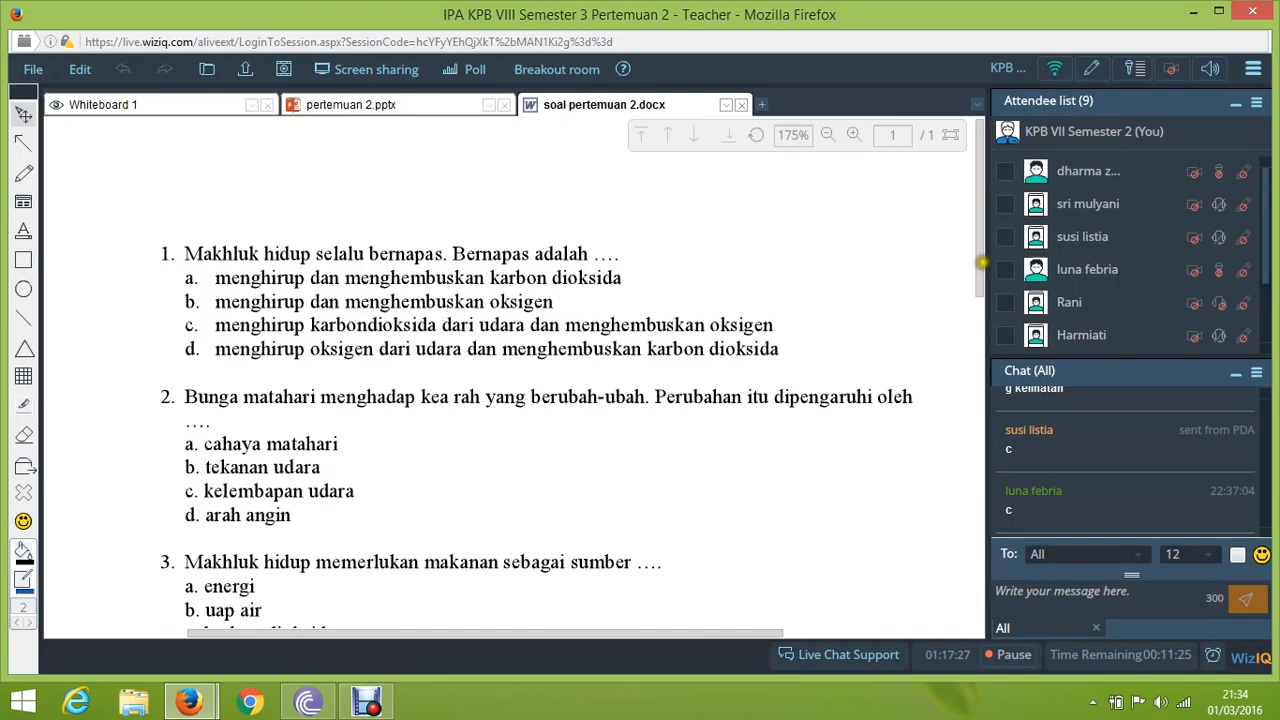 IPA KPB VIII Semester 3 Pertemuan 2 - Teacher - Mozilla Firefox
https://live.wiziq.com/aliveext/LoginToSession.aspx?SessionCode=hcYFyYEhQjXkT%2bMAN1Ki2g%3d%3d
File Edit Screen sharing Poll Breakout room KPB ...
Whiteboard 1 pertemuan 2.pptx soal pertemuan 2.docx
175% 1 / 1
1. Makhluk hidup selalu bernapas. Bernapas adalah ....
a. menghirup dan menghembuskan karbon dioksida
b. menghirup dan menghembuskan oksigen
c. menghirup karbondioksida dari udara dan menghembuskan oksigen
d. menghirup oksigen dari udara dan menghembuskan karbon dioksida
2. Bunga matahari menghadap kea rah yang berubah-ubah. Perubahan itu dipengaruhi oleh
....
a. cahaya matahari
b. tekanan udara
c. kelembapan udara
d. arah angin
3. Makhluk hidup memerlukan makanan sebagai sumber ....
a. energi
b. uap air
2
Attendee list (9)
KPB VII Semester 2 (You)
dharma z...
sri mulyani
susi listia
luna febria
Rani
Harmiati
Chat (All)
g kelihatan
susi listia sent from PDA
c
luna febria 22:37:04
c
To: All 12
Write your message here. 300
All
Live Chat Support 01:17:27 Pause Time Remaining 00:11:25 WizIQ
21:34
01/03/2016